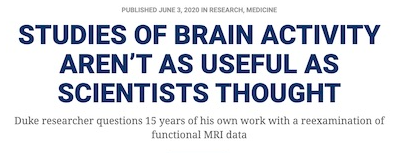 PUBLISHED JUNE 3, 2020 IN RESEARCH, MEDICINE
STUDIES OF BRAIN ACTIVITY
AREN'T AS USEFUL AS
SCIENTISTS THOUGHT
Duke researcher questions 15 years of his own work with a reexamination of
functional MRI data